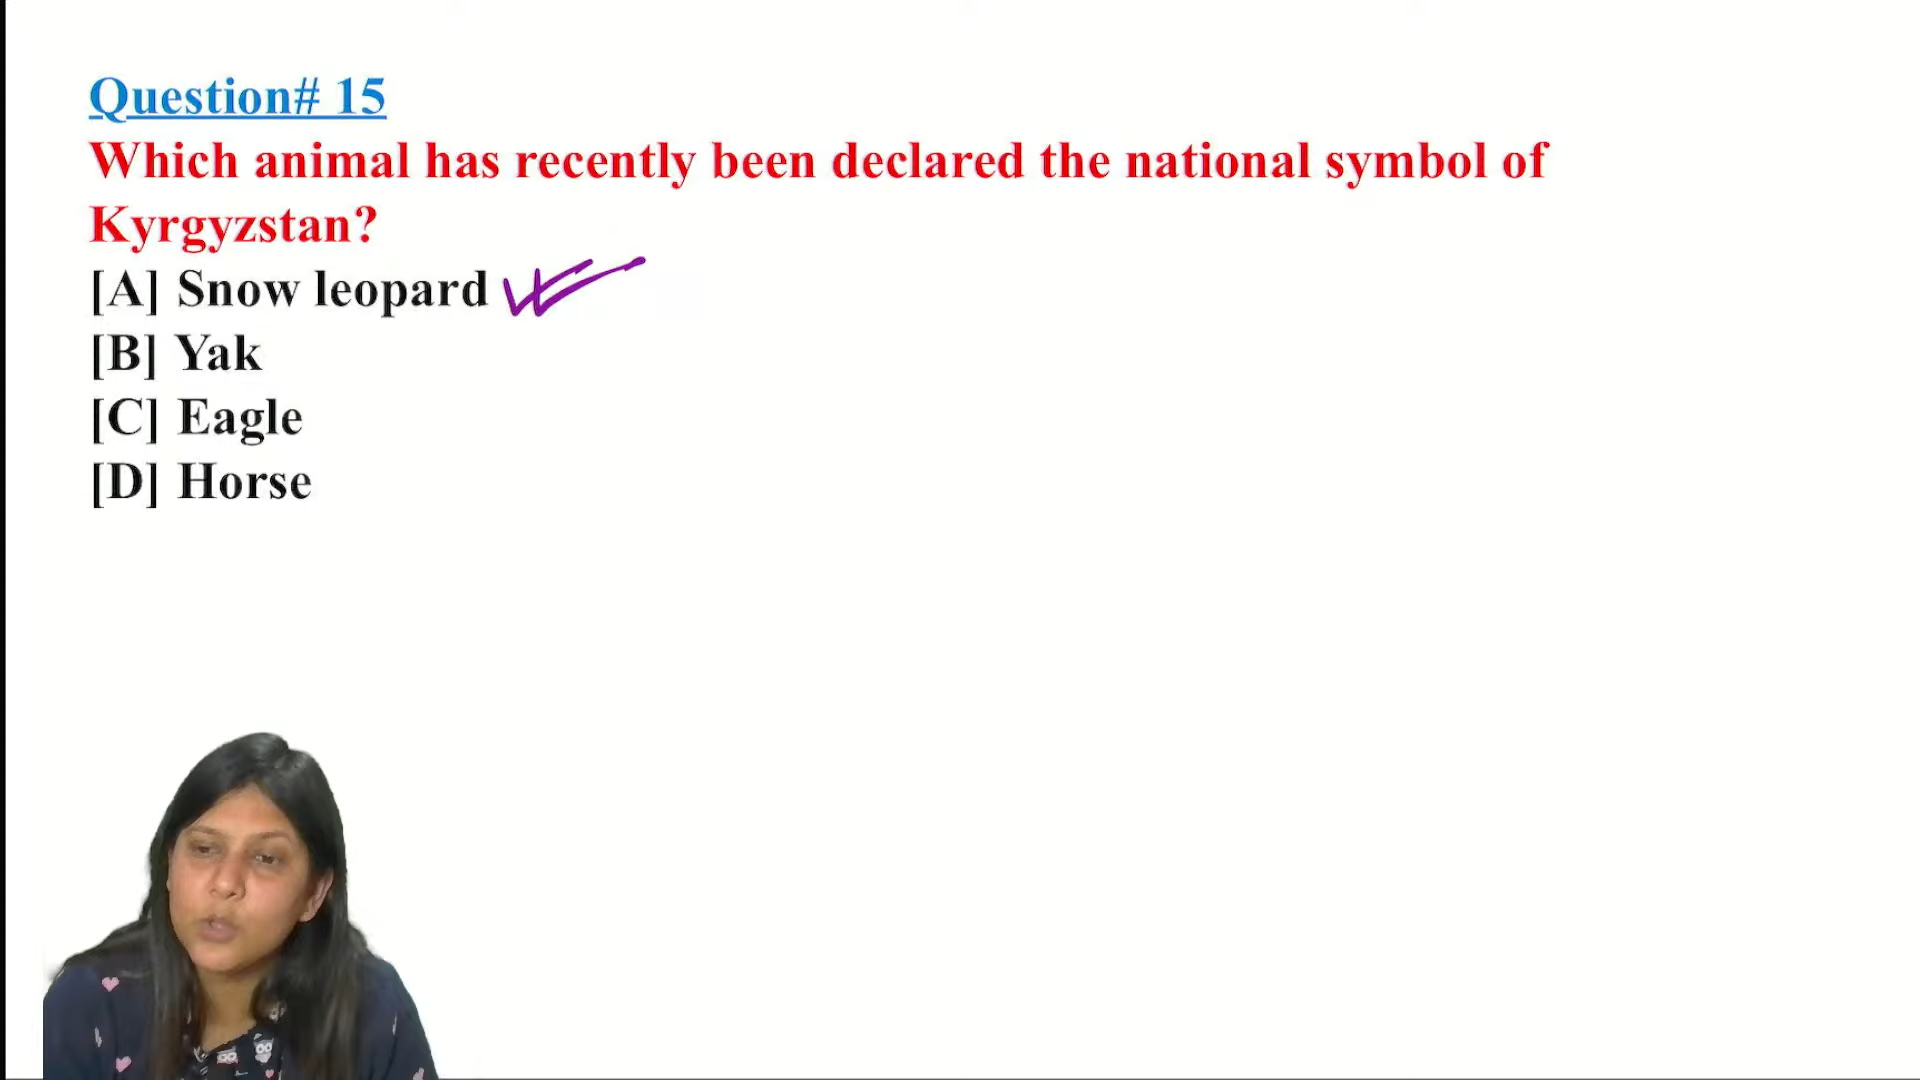 Question# 15
Which animal has recently been declared the national symbol of
Kyrgyzstan?
[A] Snow leopard
[B] Yak
[C] Eagle
[D] Horse